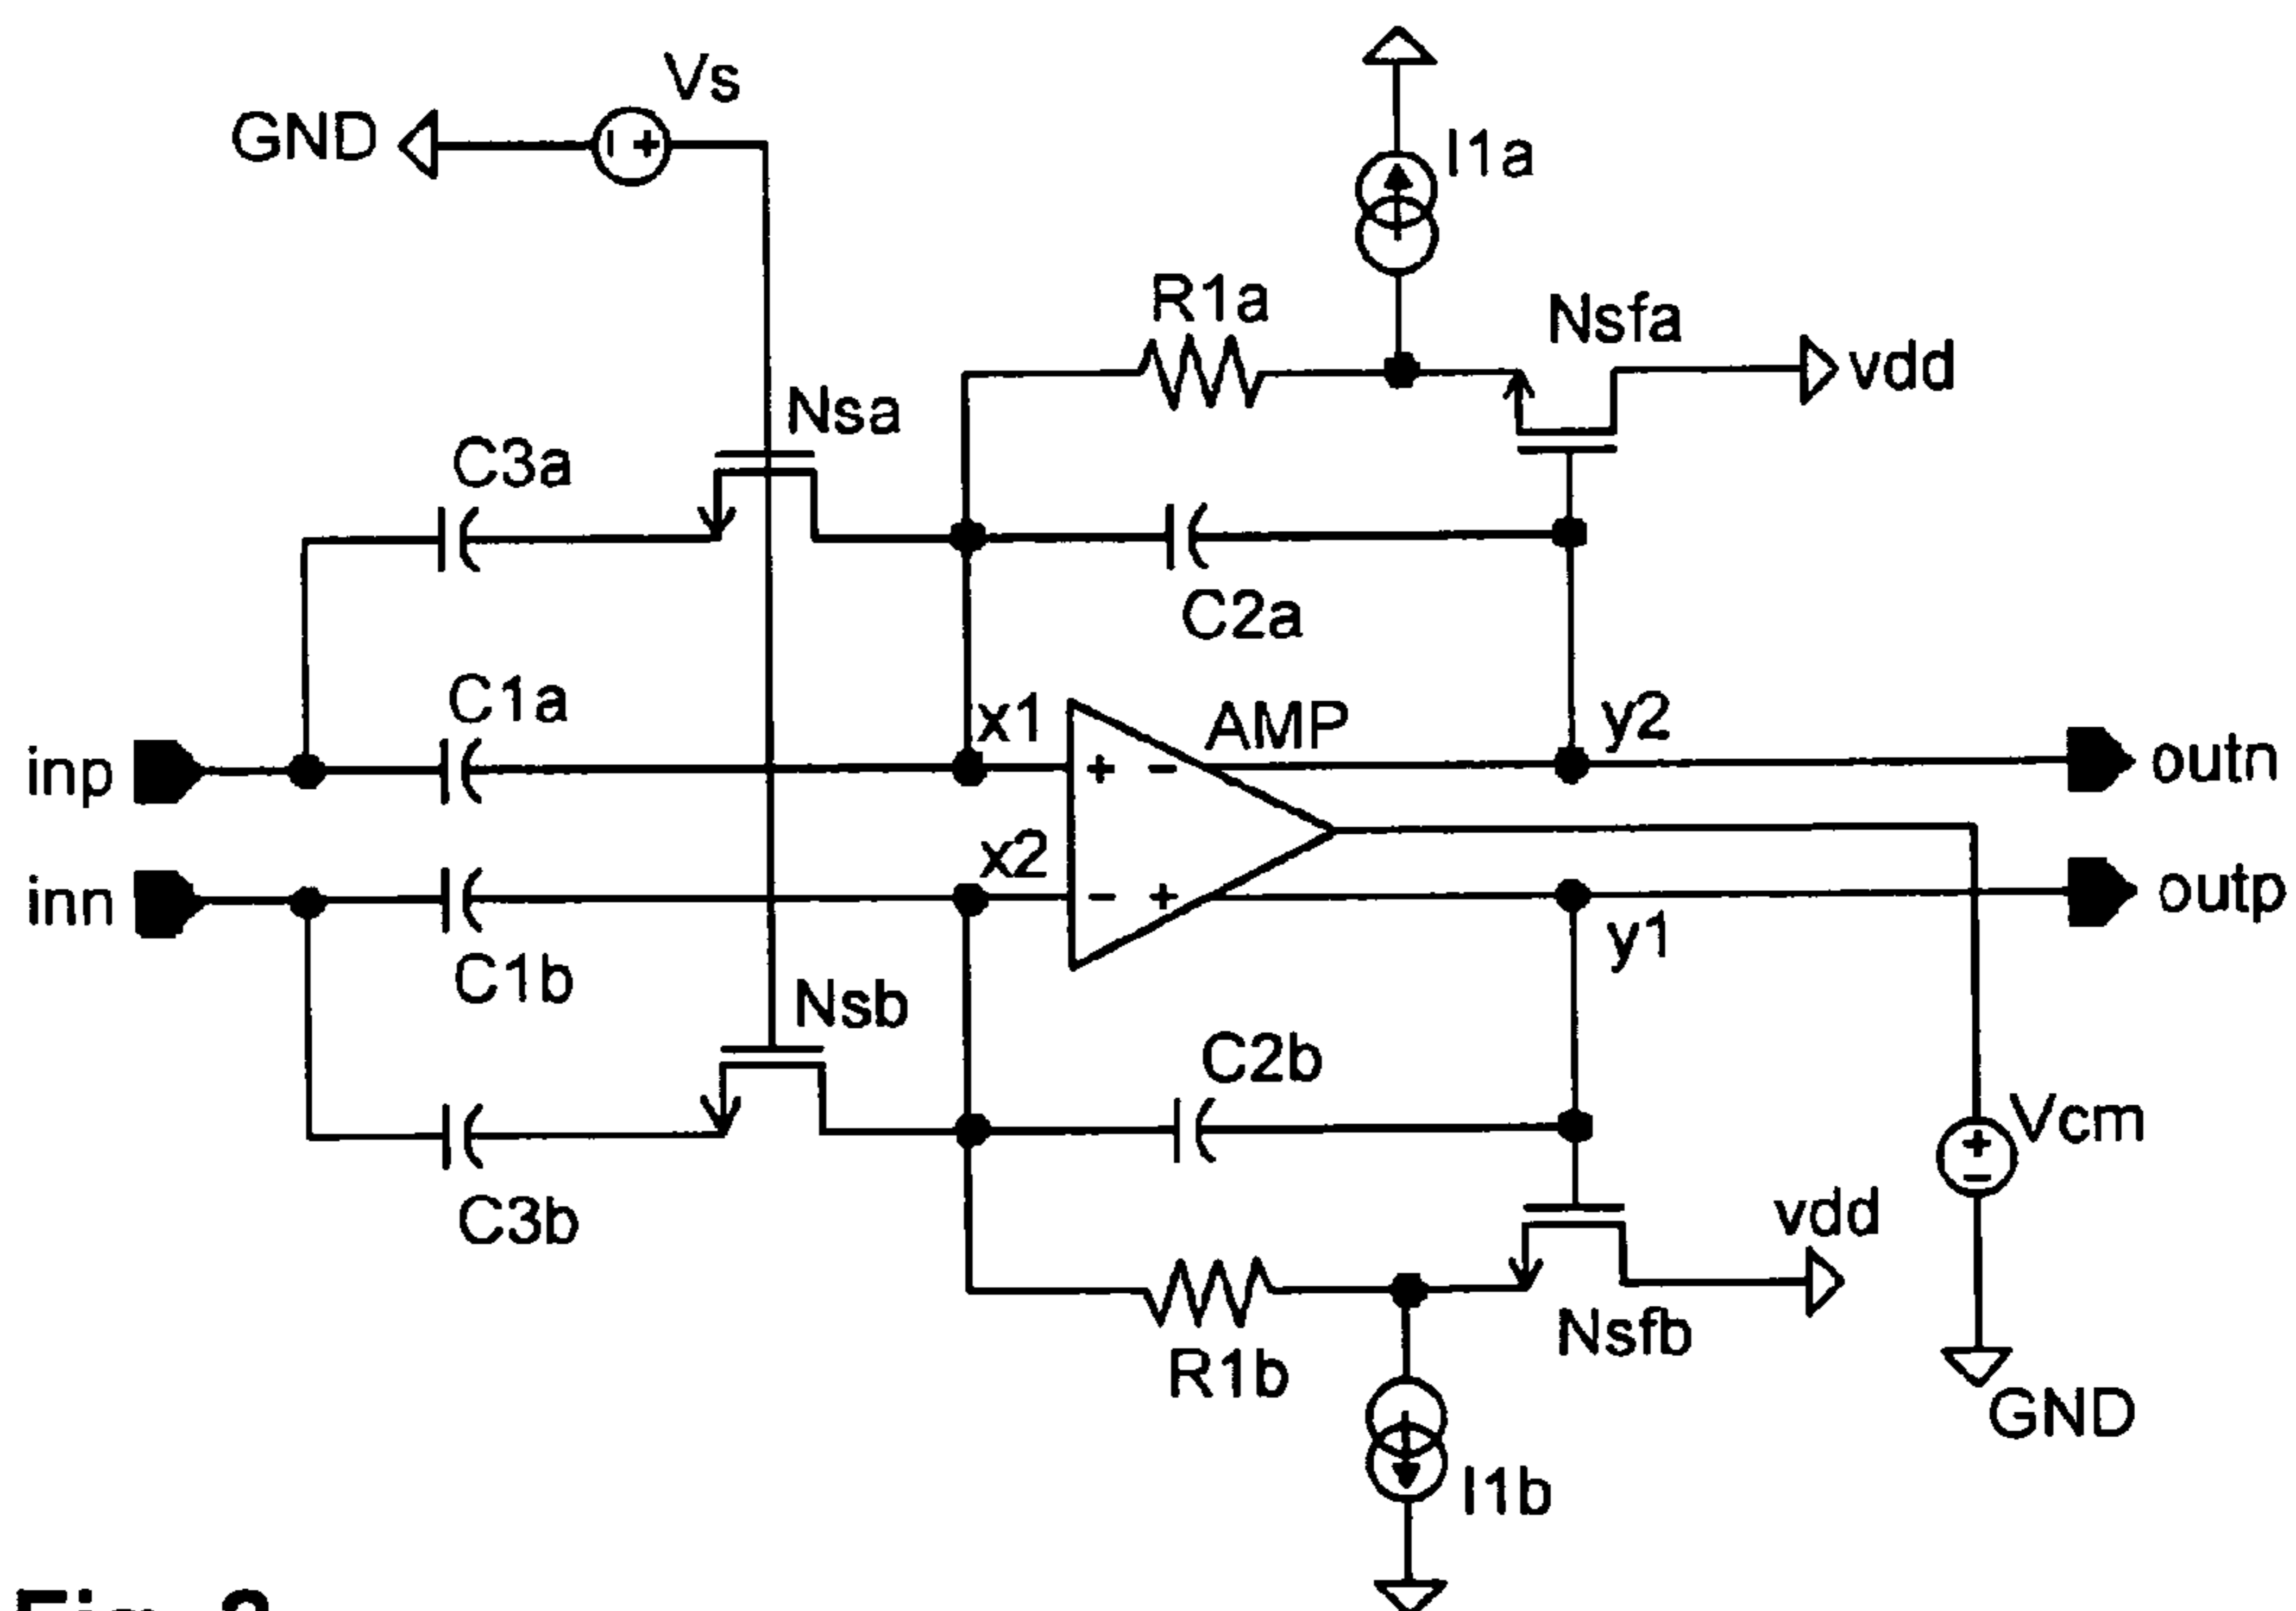 Vs
GND
I1a
R1a
Nsfa
vdd
Nsa
C3a
C2a
C1a
x1
AMP
y2
inp
+ -
outn
x2
inn
- +
outp
C1b
y1
Nsb
C2b
Vcm
C3b
vdd
Nsfb
R1b
GND
I1b